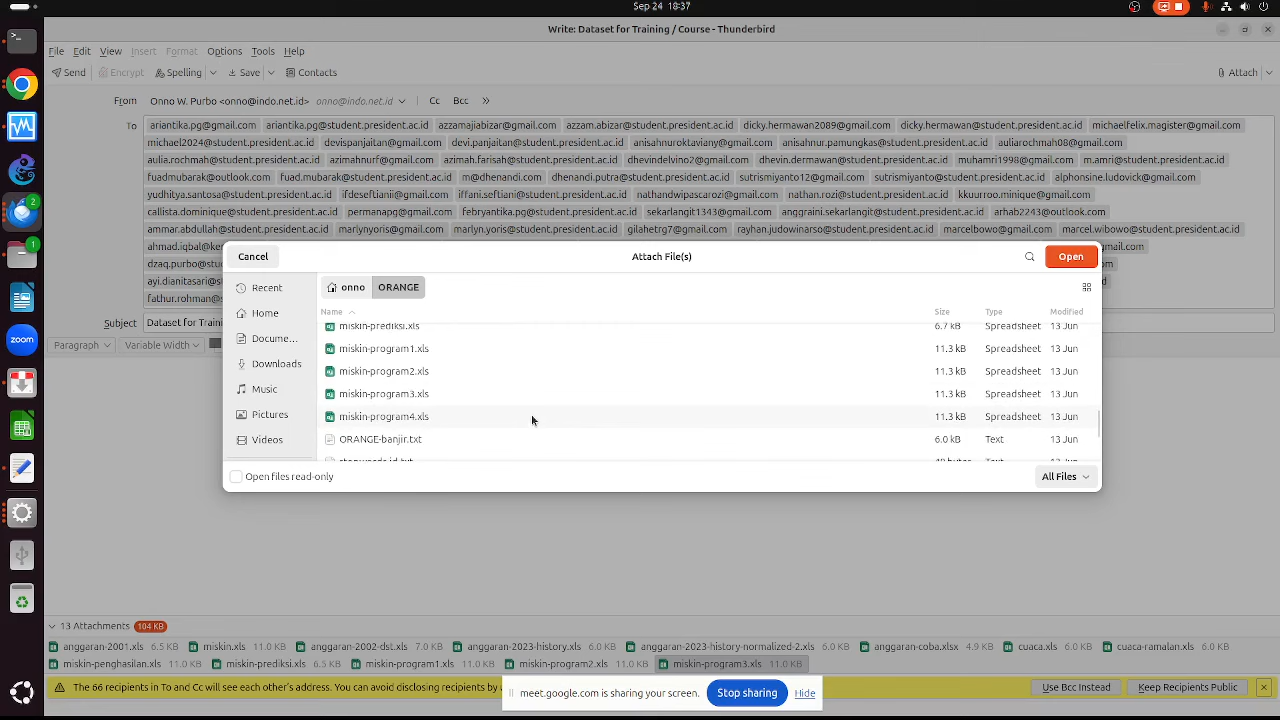 Sep 24 18:37
Write: Dataset for Training / Course - Thunderbird
File Edit View Insert Format Options Tools Help
Send Encrypt Spelling Save Contacts Attach
From Onno W. Purbo <onno@indo.net.id> onno@indo.net.id Cc Bcc »
To ariantika.pg@gmail.com ariantika.pg@student.president.ac.id azzamajiabizar@gmail.com azzam.abizar@student.president.ac.id dicky.hermawan2089@gmail.com dicky.hermawan@student.president.ac.id michaelfelix.magister@gmail.com
michael2024@student.president.ac.id devispanjaitan@gmail.com devi.panjaitan@student.president.ac.id anisahnuroktaviany@gmail.com anisahnur.pamungkas@student.president.ac.id auliarochmah08@gmail.com
aulia.rochmah@student.president.ac.id azimahnurf@gmail.com azimah.farisah@student.president.ac.id dhevindelvino2@gmail.com dhevin.dermawan@student.president.ac.id muhamri1998@gmail.com m.amri@student.president.ac.id
fuadmubarak@outlook.com fuad.mubarak@student.president.ac.id m@dhenandi.com dhenandi.putra@student.president.ac.id sutrismiyanto12@gmail.com sutrismiyanto@student.president.ac.id alphonsine.ludovick@gmail.com
yudhitya.santosa@student.president.ac.id ifdeseftianii@gmail.com iffani.seftiani@student.president.ac.id nathandwipascarozi@gmail.com nathan.rozi@student.president.ac.id kkuurroo.minique@gmail.com
callista.dominique@student.president.ac.id permanapg@gmail.com febryantika.pg@student.president.ac.id sekarlangit1343@gmail.com anggraini.sekarlangit@student.president.ac.id arhab2243@outlook.com
ammar.abdullah@student.president.ac.id marlynyoris@gmail.com marlyn.yoris@student.president.ac.id gilahetrg7@gmail.com rayhan.judowinarso@student.president.ac.id marcelbowo@gmail.com marcel.wibowo@student.president.ac.id
Cancel Attach File(s) Open
Recent onno ORANGE
Home Name Size Type Modified
miskin-prediksi.xls 6.7 kB Spreadsheet 13 Jun
Docume... miskin-program1.xls 11.3 kB Spreadsheet 13 Jun
Downloads miskin-program2.xls 11.3 kB Spreadsheet 13 Jun
Music miskin-program3.xls 11.3 kB Spreadsheet 13 Jun
Pictures miskin-program4.xls 11.3 kB Spreadsheet 13 Jun
Videos ORANGE-banjir.txt 6.0 kB Text 13 Jun
Open files read-only All Files
Subject Dataset for Training
Paragraph Variable Width
13 Attachments 104 KB
anggaran-2001.xls 6.5 KB miskin.xls 11.0 KB anggaran-2002-dst.xls 7.0 KB anggaran-2023-history.xls 6.0 KB anggaran-2023-history-normalized-2.xls 6.0 KB anggaran-coba.xlsx 4.9 KB cuaca.xls 6.0 KB cuaca-ramalan.xls 6.0 KB
miskin-penghasilan.xls 11.0 KB miskin-prediksi.xls 6.5 KB miskin-program1.xls 11.0 KB miskin-program2.xls 11.0 KB miskin-program3.xls 11.0 KB
The 66 recipients in To and Cc will see each other's address. You can avoid disclosing recipients by Use Bcc Instead Keep Recipients Public
meet.google.com is sharing your screen. Stop sharing Hide
zoom
2
1